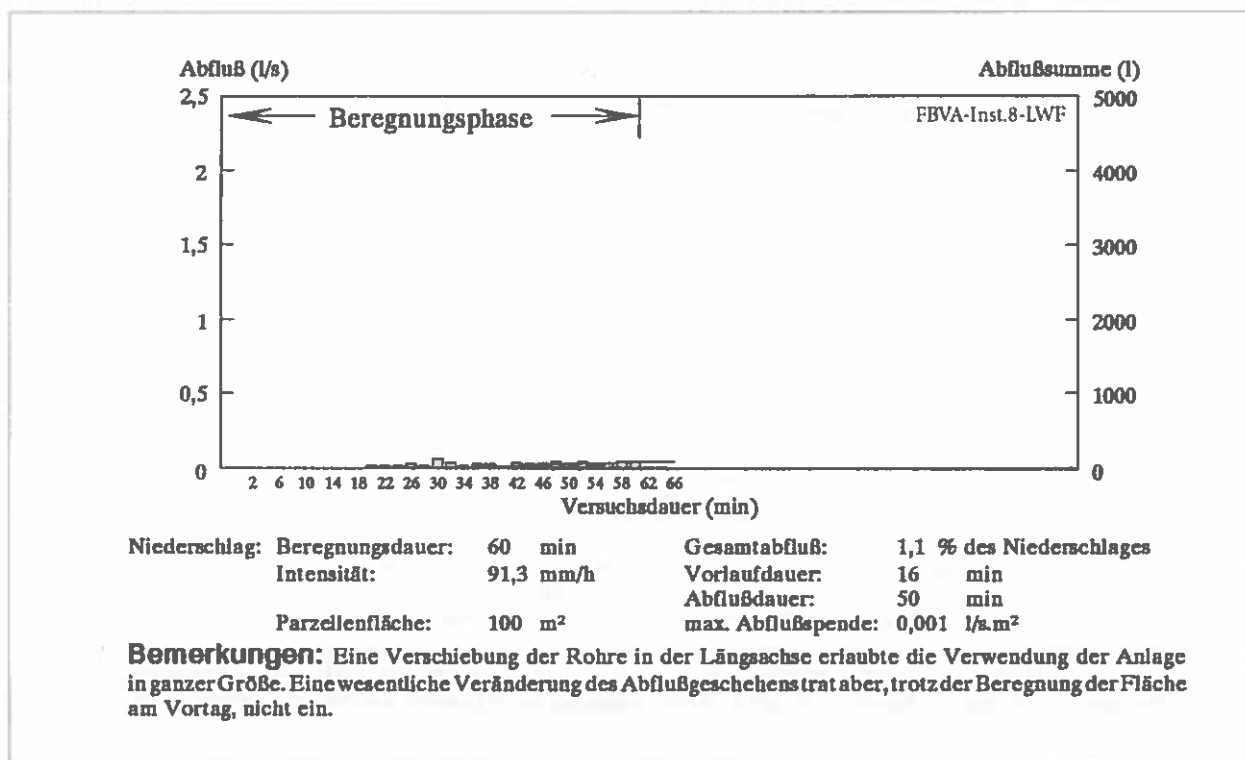 Abfluß (l/s)
Abflußsumme (l)
2,5
5000
Beregnungsphase
FBVA-Inst.8-LWF
2
4000
1,5
3000
1
2000
0,5
1000
0
0
2 6 10 14 18 22 26 30 34 38 42 46 50 54 58 62 66
Versuchsdauer (min)
Niederschlag: Beregnungsdauer: 60 min Gesamtabfluß: 1,1 % des Niederschlages
Intensität: 91,3 mm/h Vorlaufdauer: 16 min
Abflußdauer: 50 min
Parzellenfläche: 100 m² max. Abflußspende: 0,001 l/s.m²
Bemerkungen: Eine Verschiebung der Rohre in der Längsachse erlaubte die Verwendung der Anlage
in ganzer Größe. Eine wesentliche Veränderung des Abflußgeschehens trat aber, trotz der Beregnung der Fläche
am Vortag, nicht ein.